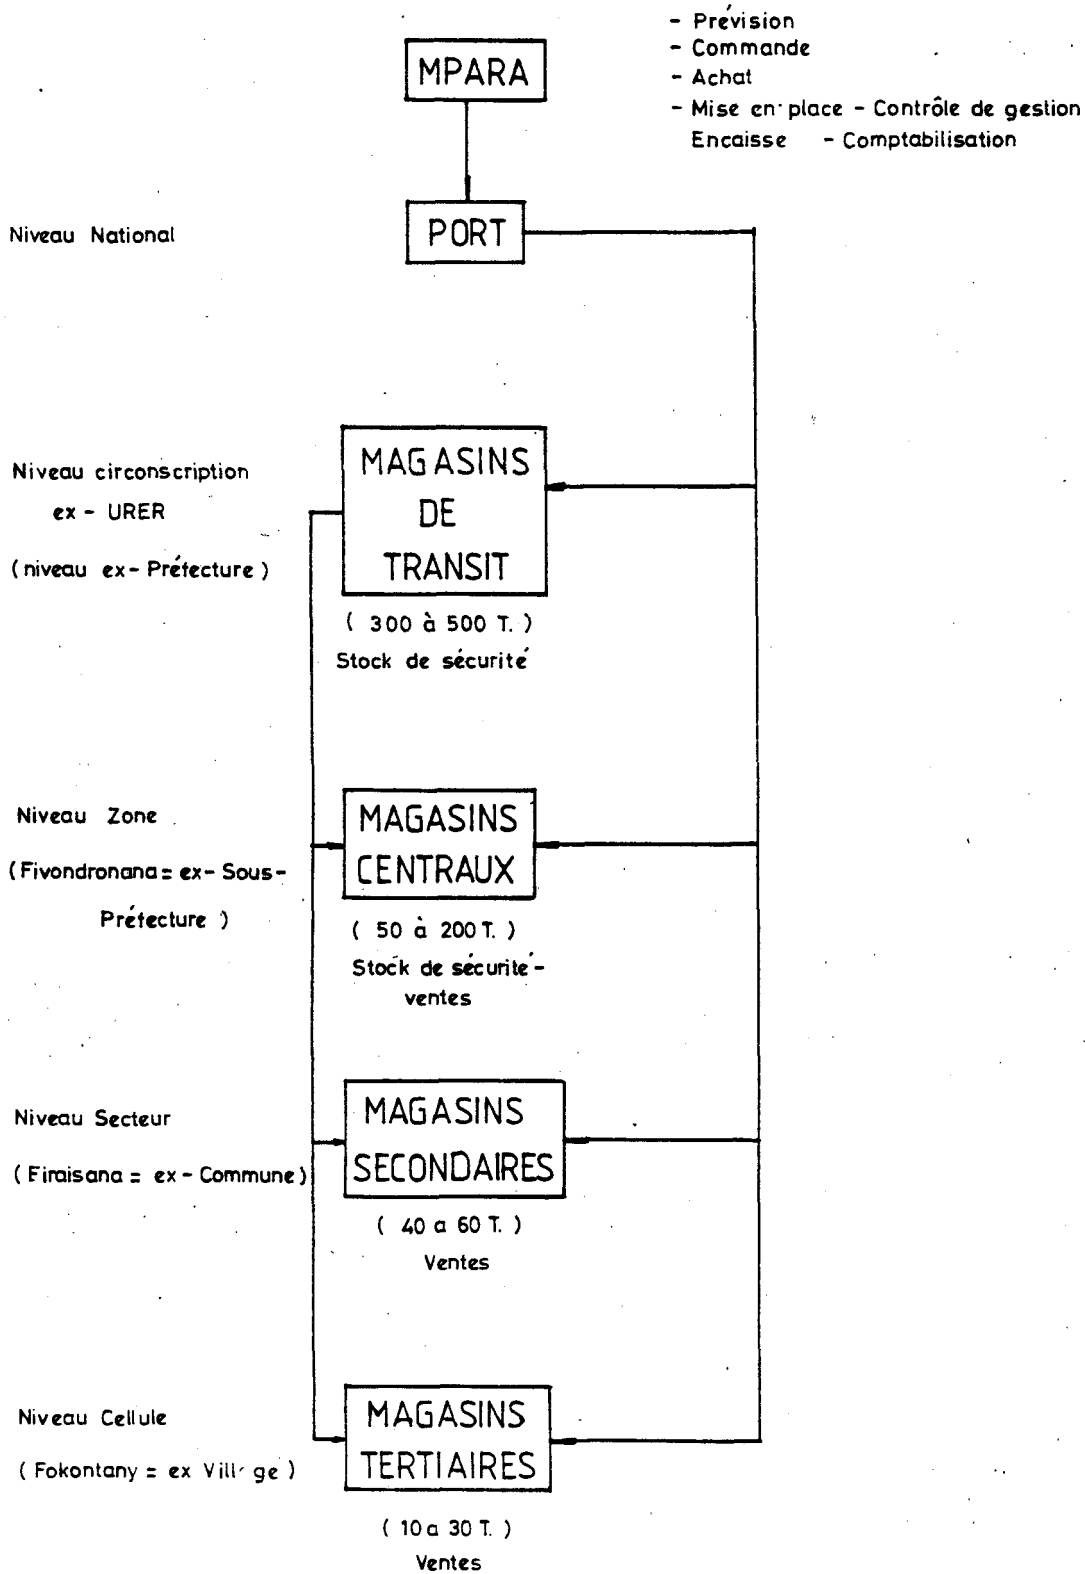 - Prévision
- Commande
- Achat
- Mise en place - Contrôle de gestion
Encaisse - Comptabilisation
MPARA
Niveau National
PORT
Niveau circonscription
ex - URER
(niveau ex-Préfecture)
MAGASINS
DE
TRANSIT
( 300 à 500 T. )
Stock de sécurité
Niveau Zone
(Fivondronana = ex- Sous-
Préfecture )
MAGASINS
CENTRAUX
( 50 à 200 T. )
Stock de sécurité -
ventes
Niveau Secteur
(Firaisana = ex - Commune)
MAGASINS
SECONDAIRES
( 40 a 60 T. )
Ventes
Niveau Cellule
( Fokontany = ex Vill ge )
MAGASINS
TERTIAIRES
( 10 a 30 T. )
Ventes